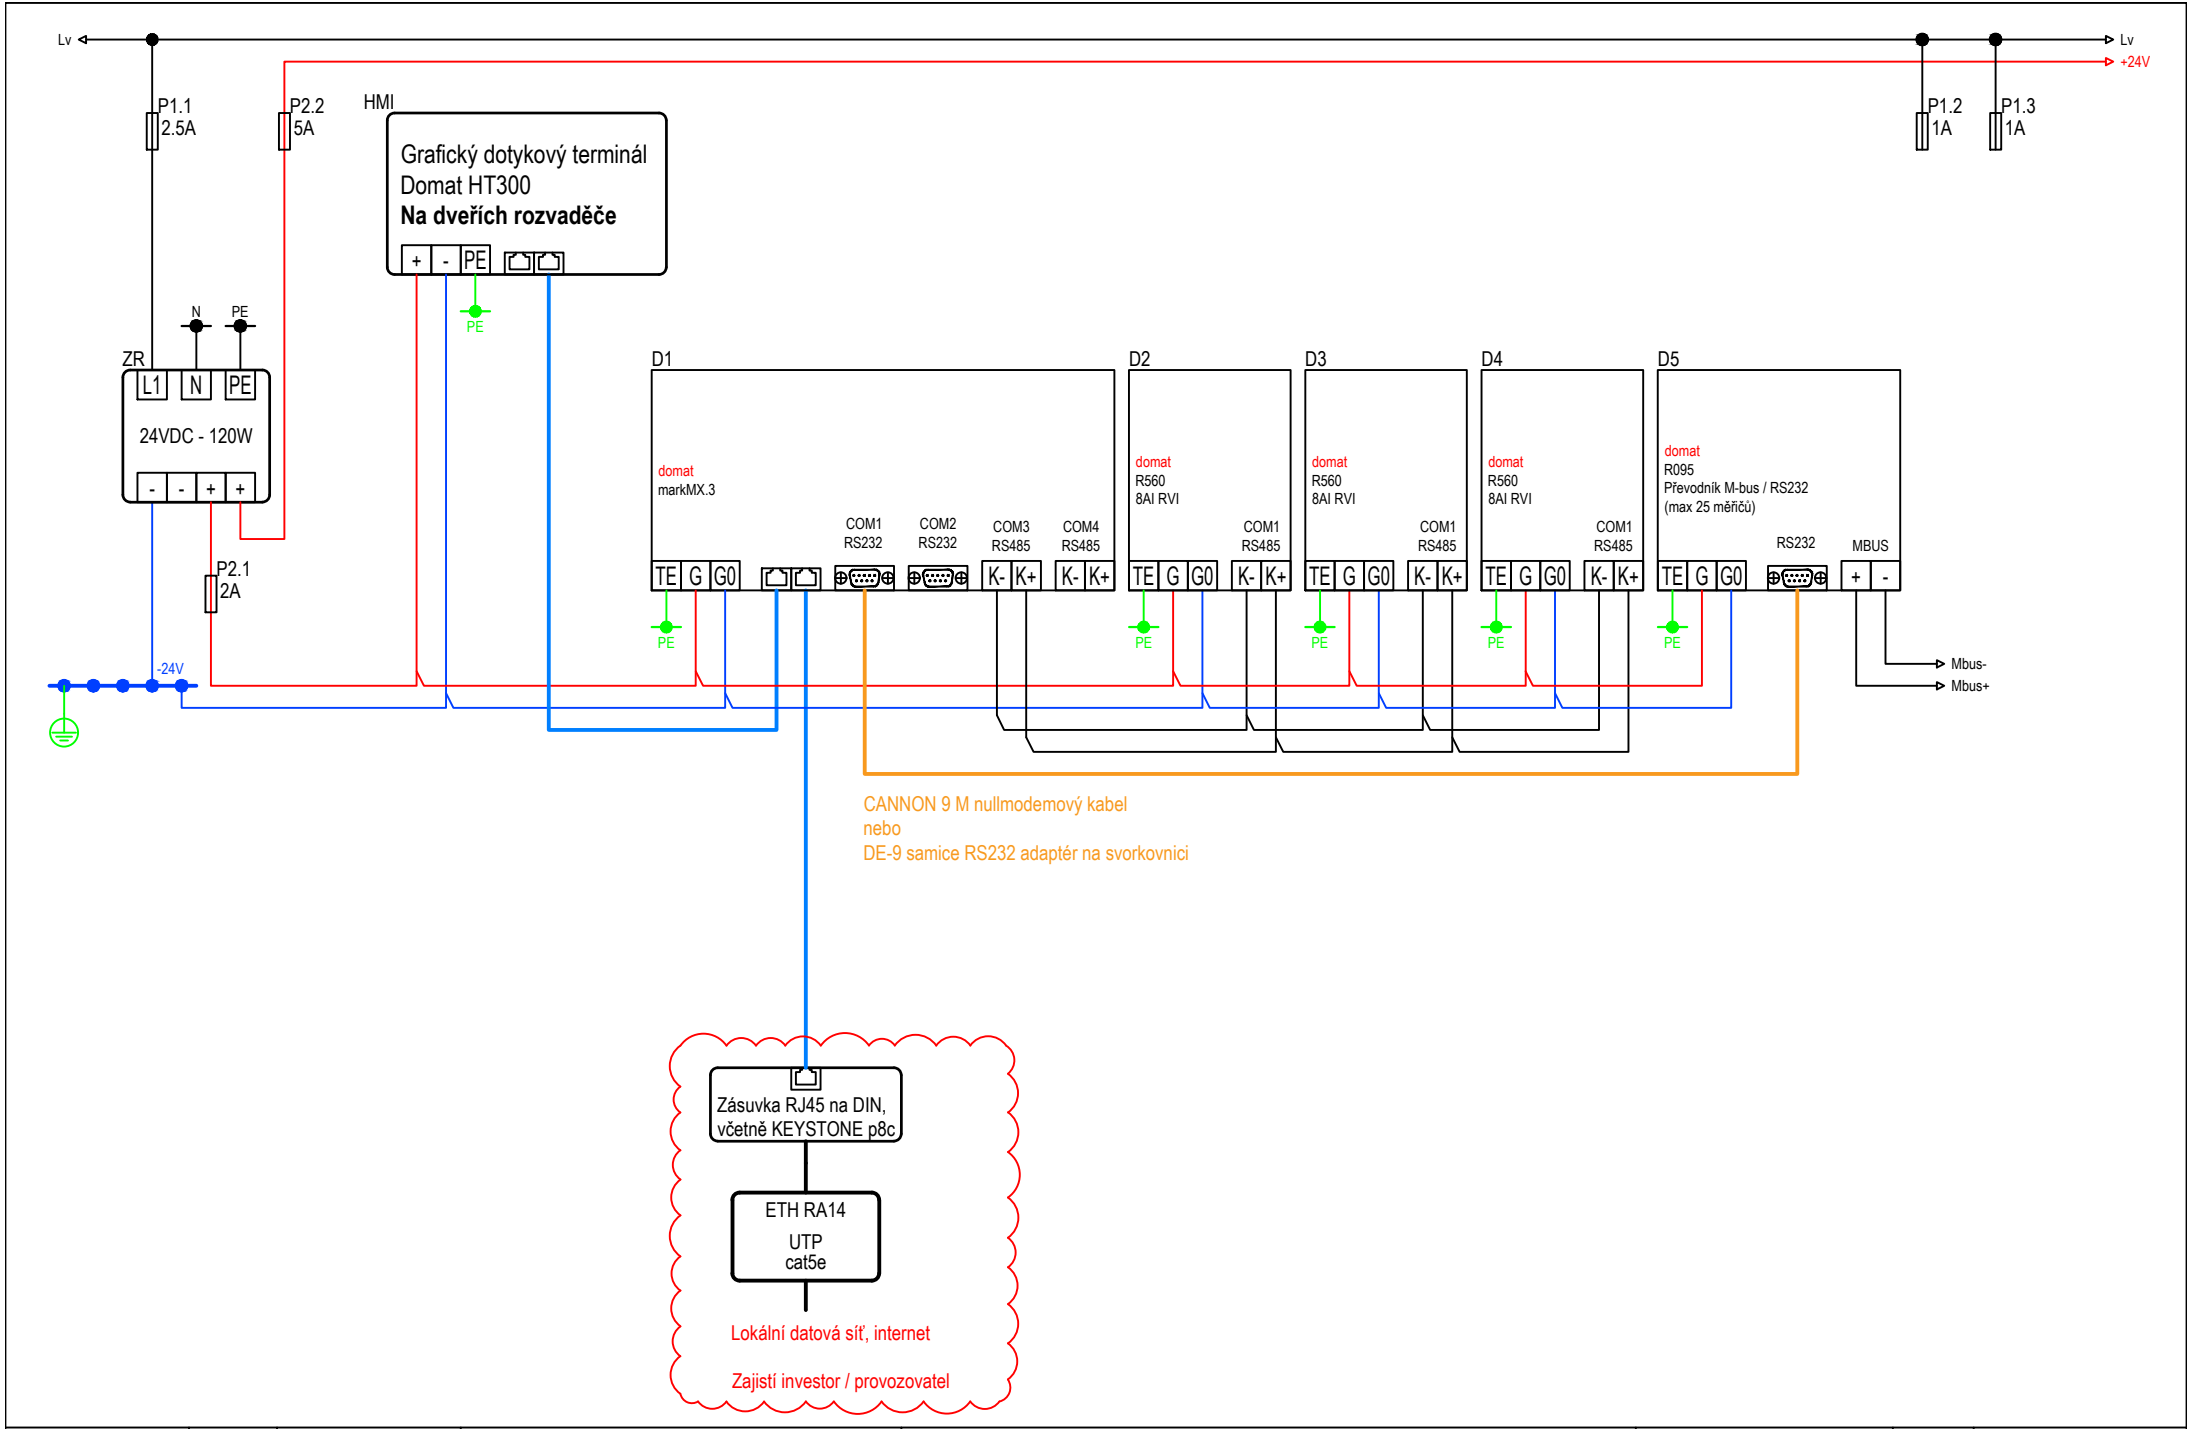 Lv
Lv
+24V
P1.1
2.5A
P2.2
5A
P1.2
1A
P1.3
1A
HMI
Grafický dotykový terminál
Domat HT300
Na dveřích rozvaděče
+ - PE
PE
N
PE
ZR
L1 N PE
24VDC - 120W
- - + +
P2.1
2A
-24V
D1
domat
markMX.3
COM1
RS232
COM2
RS232
COM3
RS485
COM4
RS485
TE G G0
K- K+
K- K+
PE
D2
domat
R560
8AI RVI
COM1
RS485
TE G G0
K- K+
PE
D3
domat
R560
8AI RVI
COM1
RS485
TE G G0
K- K+
PE
D4
domat
R560
8AI RVI
COM1
RS485
TE G G0
K- K+
PE
D5
domat
R095
Převodník M-bus / RS232
(max 25 měřičů)
RS232
MBUS
TE G G0
+ -
PE
Mbus-
Mbus+
CANNON 9 M nullmodemový kabel
nebo
DE-9 samice RS232 adaptér na svorkovnici
Zásuvka RJ45 na DIN,
včetně KEYSTONE p8c
ETH RA14
UTP
cat5e
Lokální datová síť, internet
Zajistí investor / provozovatel